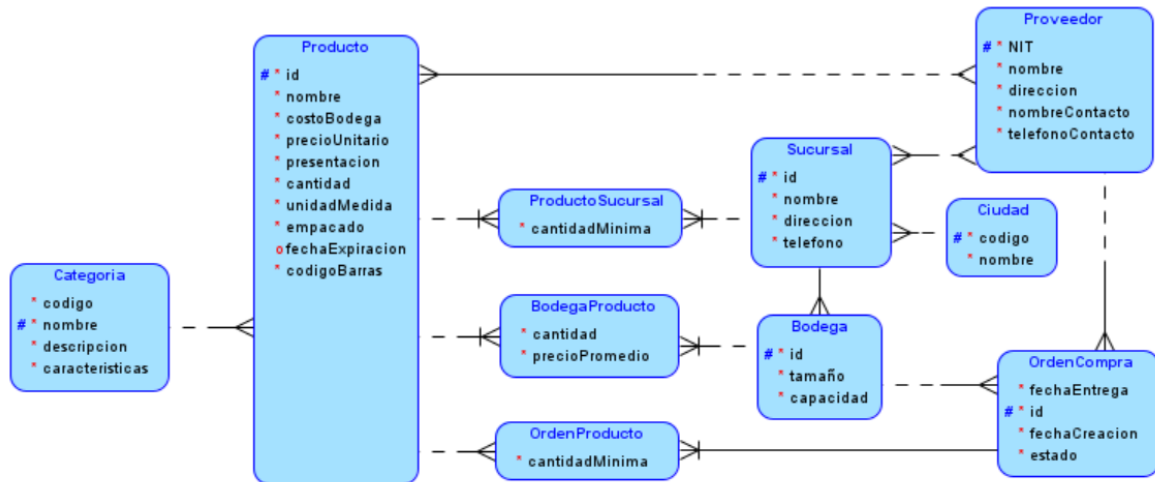 Producto
# * id
* nombre
* costoBodega
* precioUnitario
* presentacion
* cantidad
* unidadMedida
* empacado
o fechaExpiracion
* codigoBarras
Proveedor
# * NIT
* nombre
* direccion
* nombreContacto
* telefonoContacto
Sucursal
# * id
* nombre
* direccion
* telefono
ProductoSucursal
* cantidadMinima
Ciudad
# * codigo
* nombre
Categoria
* codigo
# * nombre
* descripcion
* caracteristicas
BodegaProducto
* cantidad
* precioPromedio
Bodega
# * id
* tamaño
* capacidad
OrdenCompra
* fechaEntrega
# * id
* fechaCreacion
* estado
OrdenProducto
* cantidadMinima